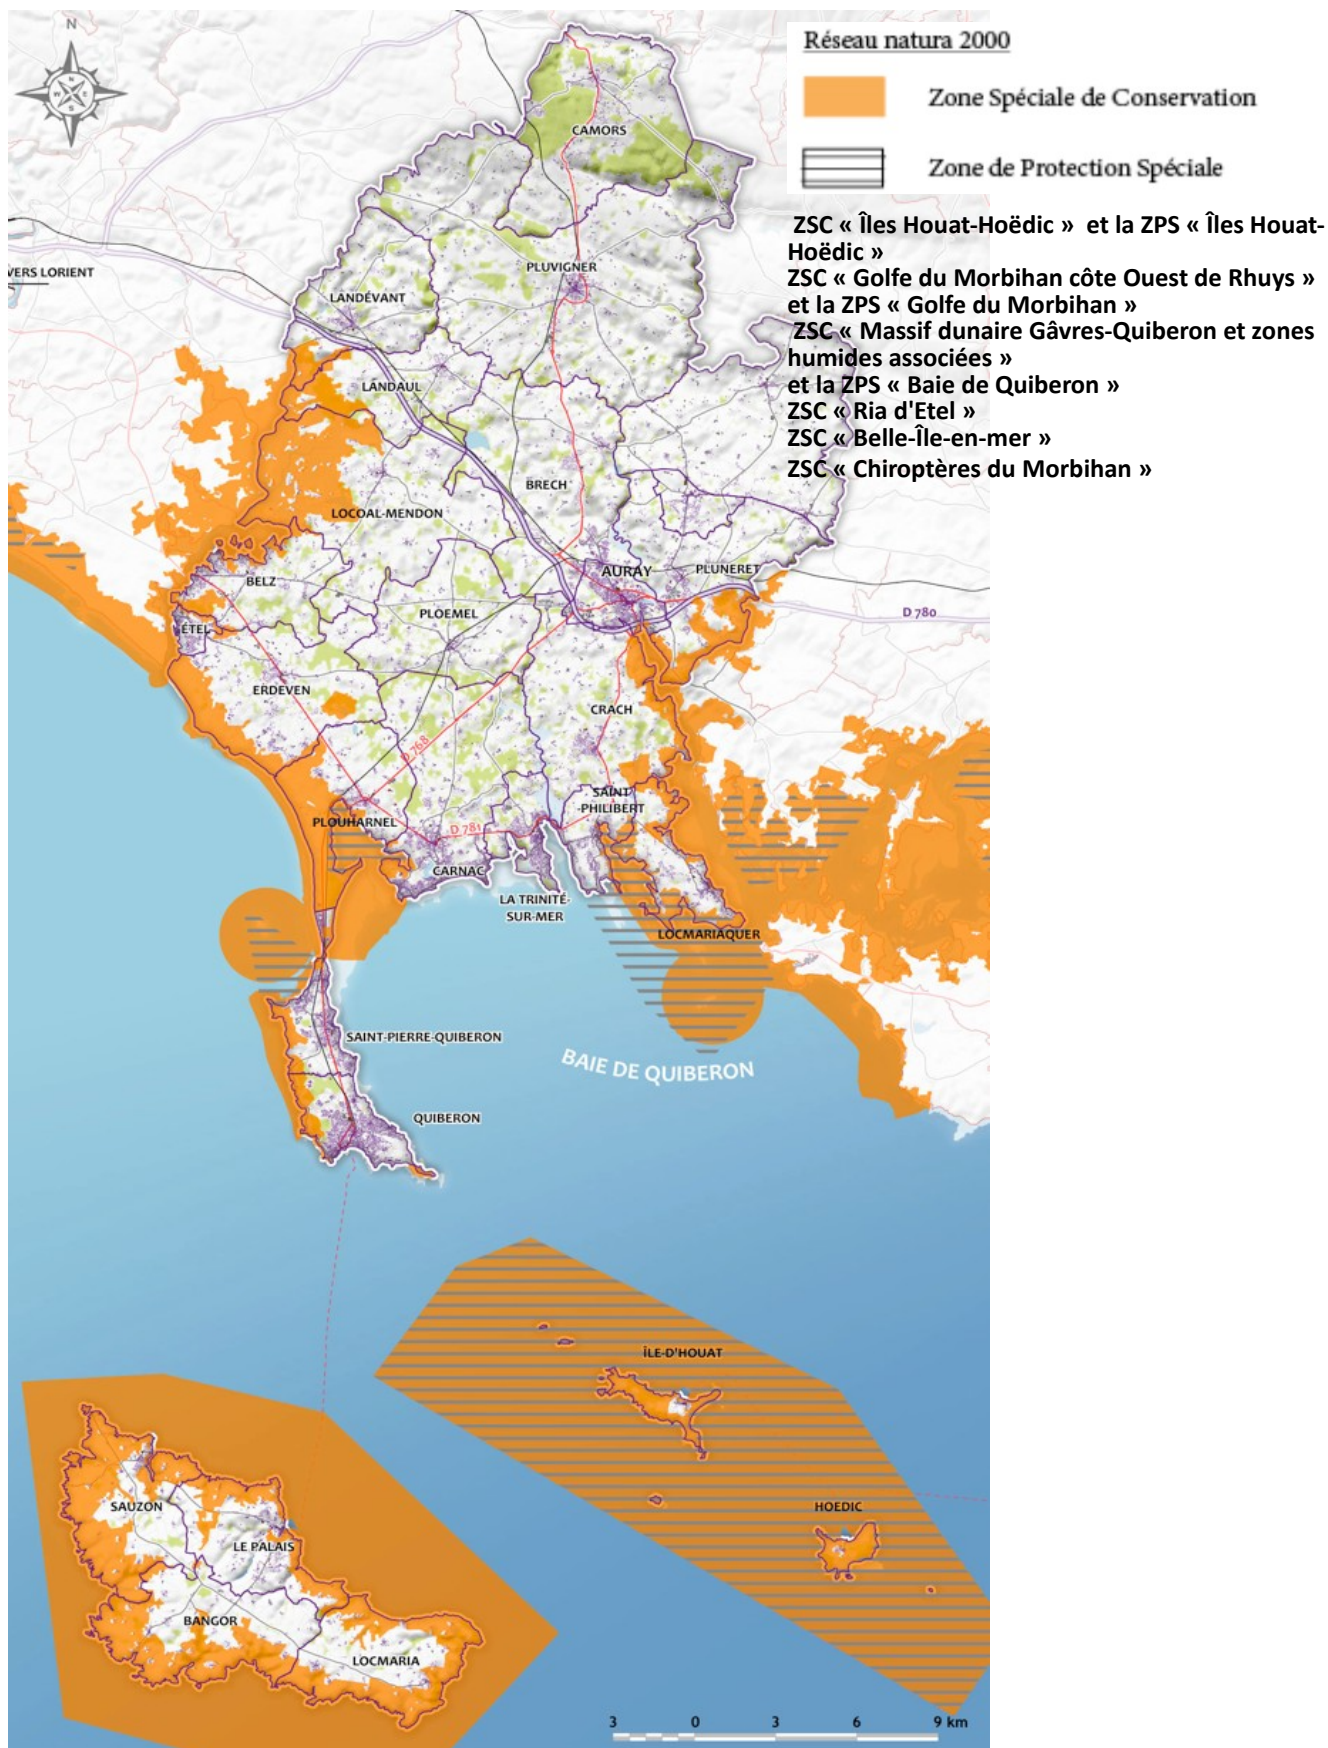 N
N
W
E
S
Réseau natura 2000
Zone Spéciale de Conservation
Zone de Protection Spéciale
ZSC « Îles Houat-Hoëdic » et la ZPS « Îles Houat-
Hoëdic »
ZSC « Golfe du Morbihan côte Ouest de Rhuys »
et la ZPS « Golfe du Morbihan »
ZSC « Massif dunaire Gâvres-Quiberon et zones
humides associées »
et la ZPS « Baie de Quiberon »
ZSC « Ria d'Etel »
ZSC « Belle-Île-en-mer »
ZSC « Chiroptères du Morbihan »
CAMORS
VERS LORIENT
PLUVIGNER
LANDÉVANT
LANDAUL
BRECH
LOCOAL-MENDON
AURAY
PLUNERET
BELZ
PLOEMEL
D 780
ÉTEL
ERDEVEN
CRACH
D 768
SAINT
-PHILIBERT
PLOUHARNEL
D 781
CARNAC
LA TRINITÉ-
SUR-MER
LOCMARIAQUER
SAINT-PIERRE-QUIBERON
BAIE DE QUIBERON
QUIBERON
ÎLE-D'HOUAT
HOEDIC
SAUZON
LE PALAIS
BANGOR
LOCMARIA
3 0 3 6 9 km